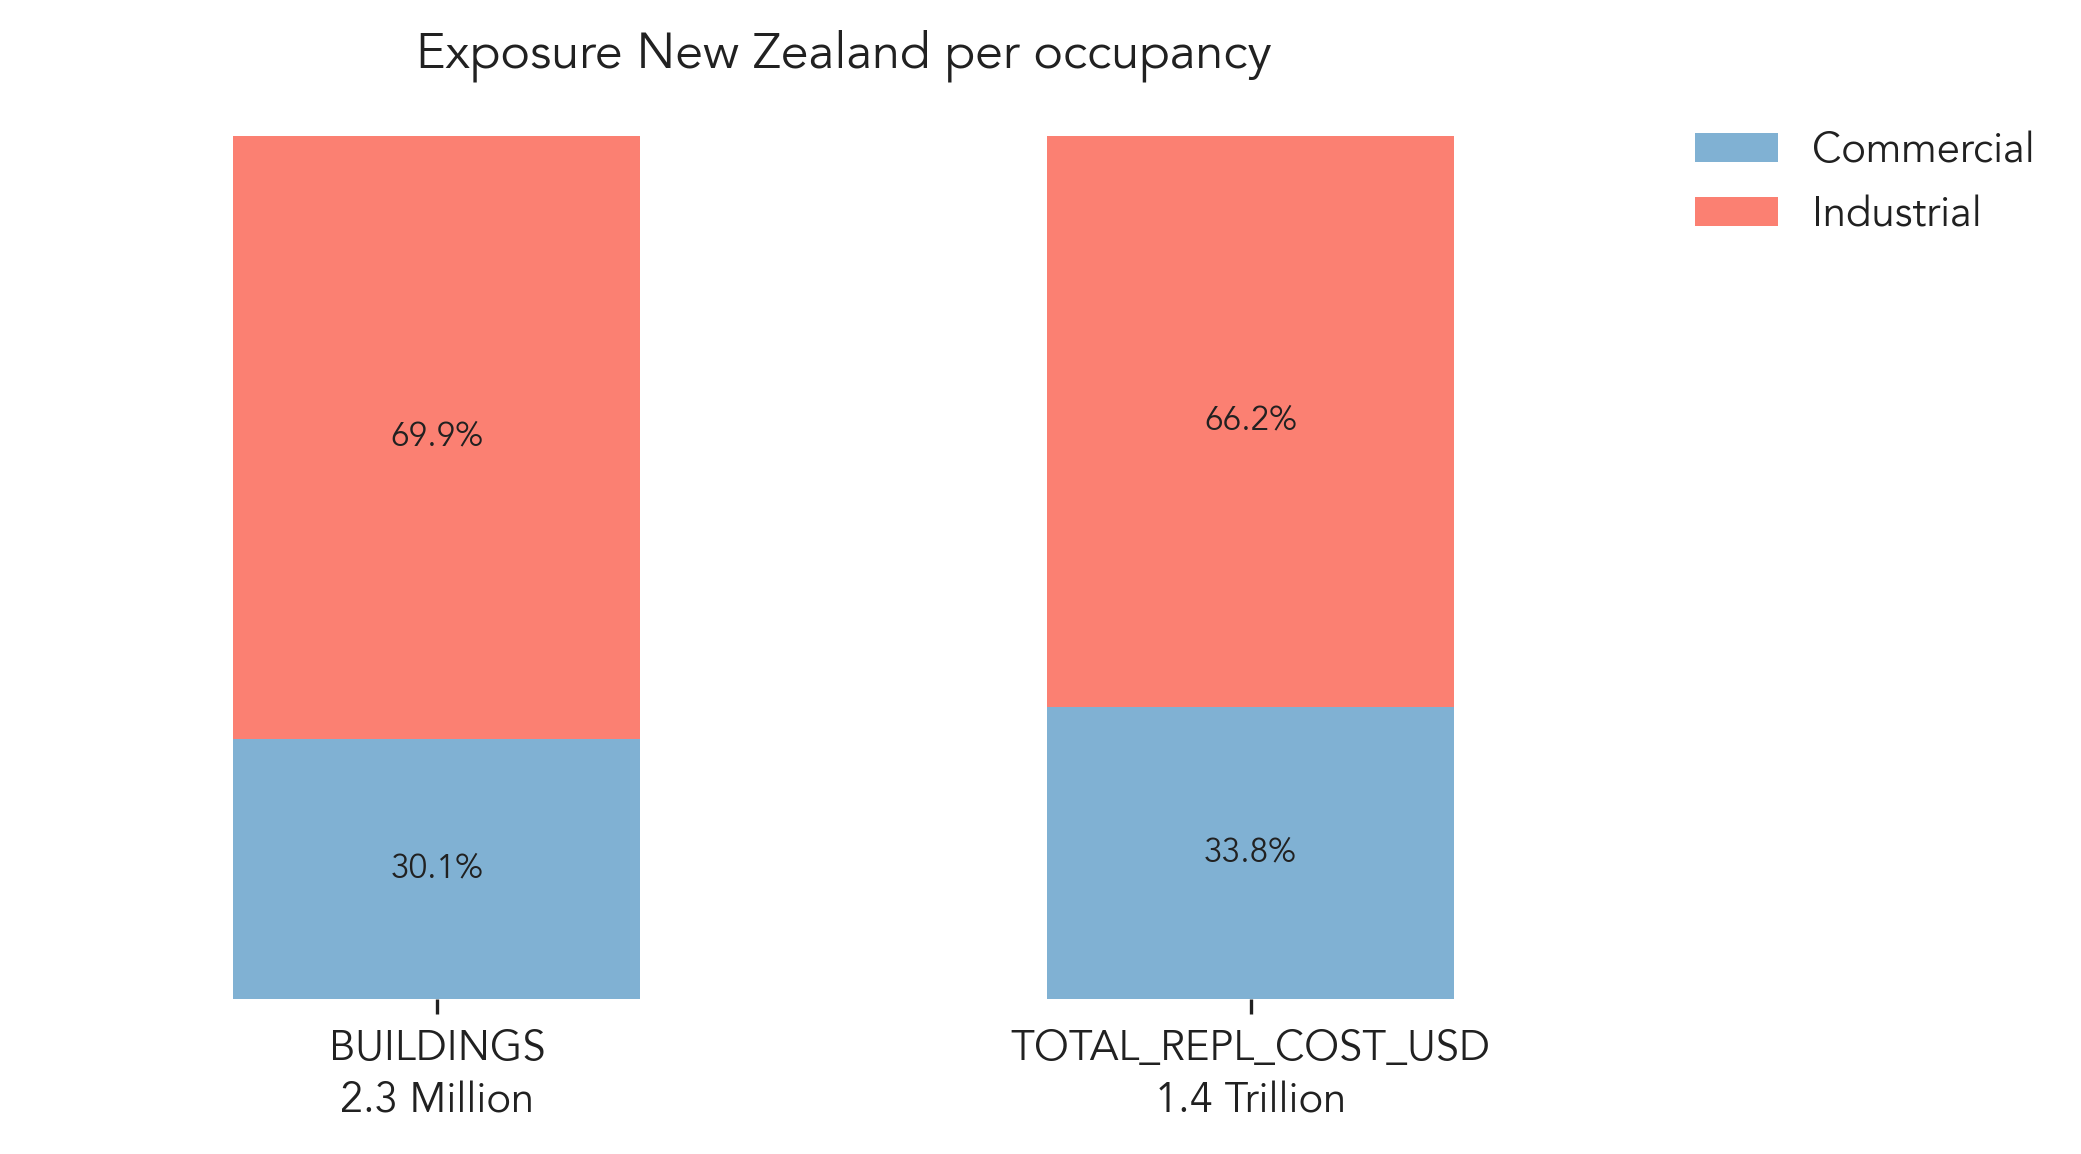 Exposure New Zealand per occupancy
Commercial
Industrial
69.9%
66.2%
30.1%
33.8%
BUILDINGS
2.3 Million
TOTAL_REPL_COST_USD
1.4 Trillion